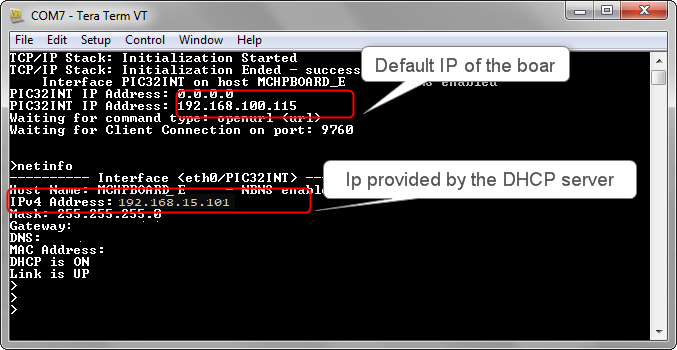 COM7 - Tera Term VT
File Edit Setup Control Window Help
TCP/IP Stack: Initialization Started
TCP/IP Stack: Initialization Ended - success
Interface PIC32INT on host MCHPBOARD_E NBNS enabled
PIC32INT IP Address: 0.0.0.0
PIC32INT IP Address: 192.168.100.115
Default IP of the boar
Waiting for command type: openurl <url>
Waiting for Client Connection on port: 9760
>netinfo
---------- Interface <eth0/PIC32INT> ---
Host Name: MCHPBOARD_E - NBNS enable
Ip provided by the DHCP server
IPv4 Address: 192.168.15.101
Mask: 255.255.255.0
Gateway:
DNS:
MAC Address:
DHCP is ON
Link is UP
>
>
>